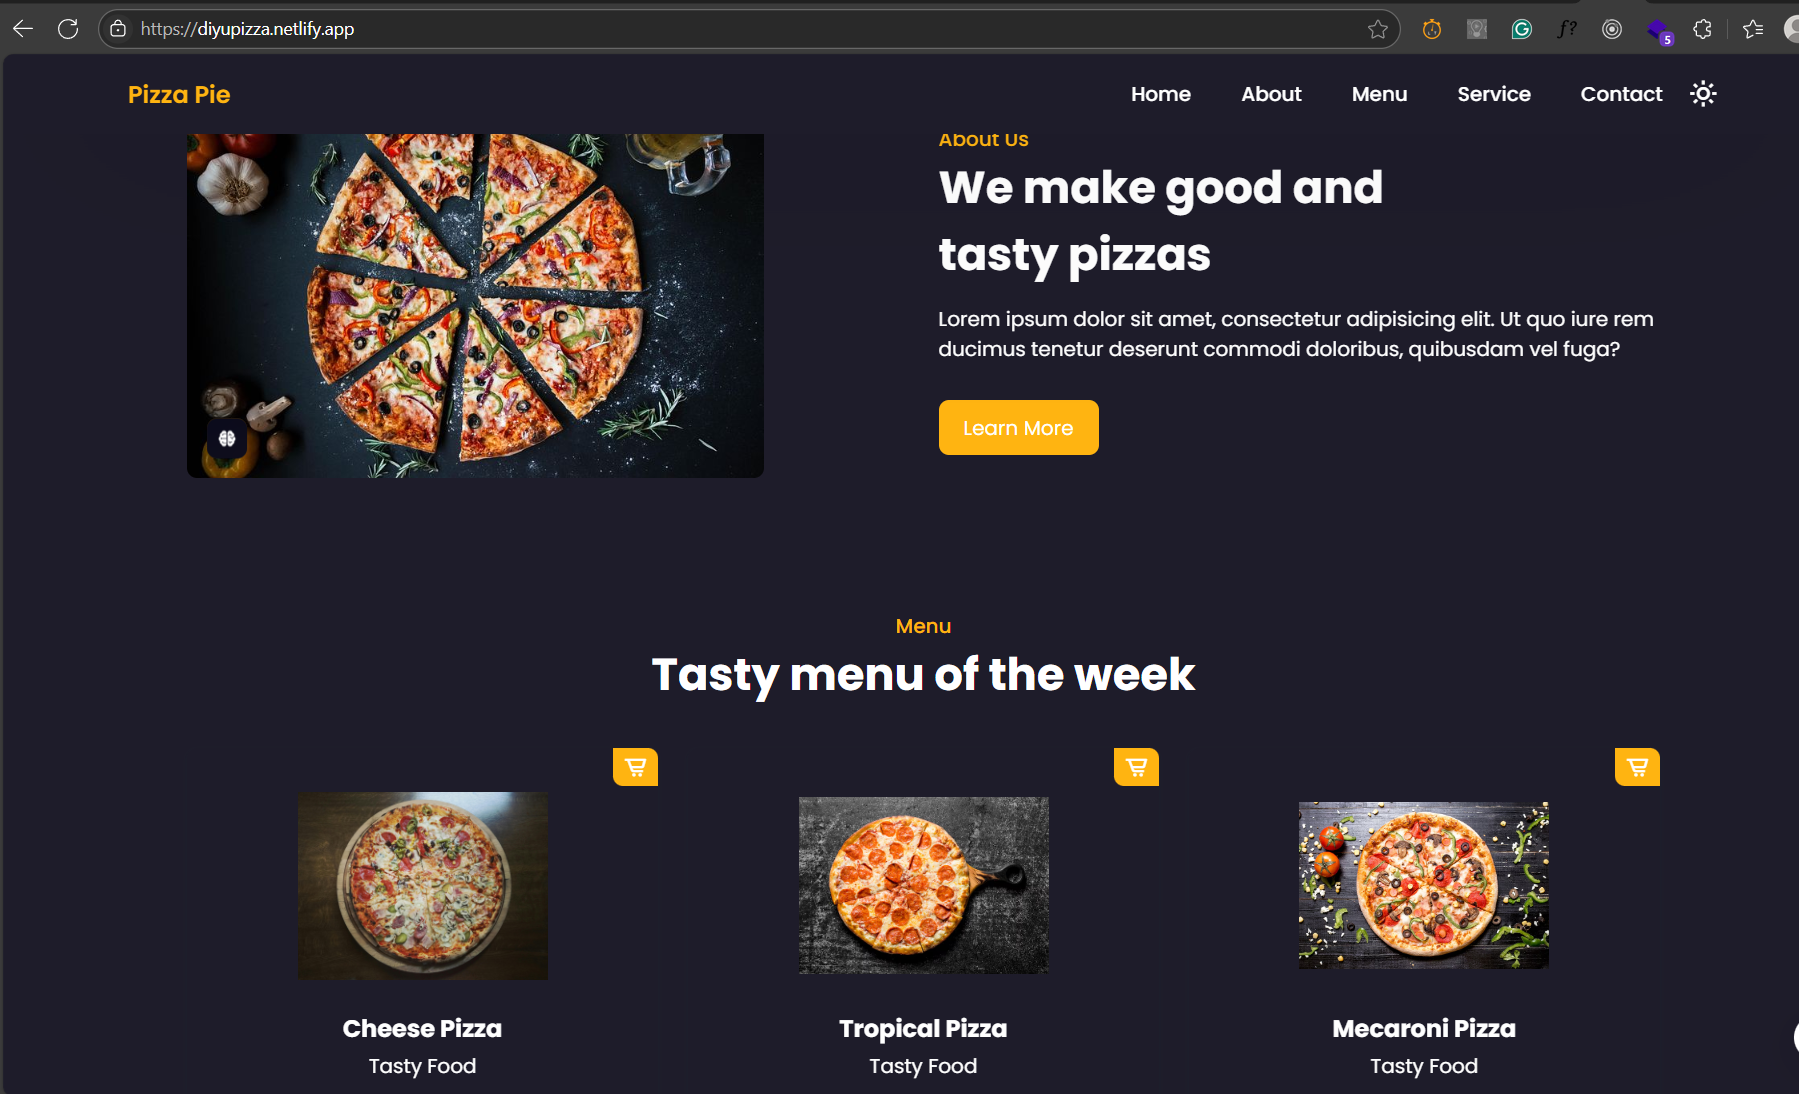 https://diyupizza.netlify.app
5
Pizza Pie
Home About Menu Service Contact
About Us
We make good and
tasty pizzas
Lorem ipsum dolor sit amet, consectetur adipisicing elit. Ut quo iure rem
ducimus tenetur deserunt commodi doloribus, quibusdam vel fuga?
Learn More
Menu
Tasty menu of the week
Cheese Pizza
Tasty Food
Tropical Pizza
Tasty Food
Mecaroni Pizza
Tasty Food